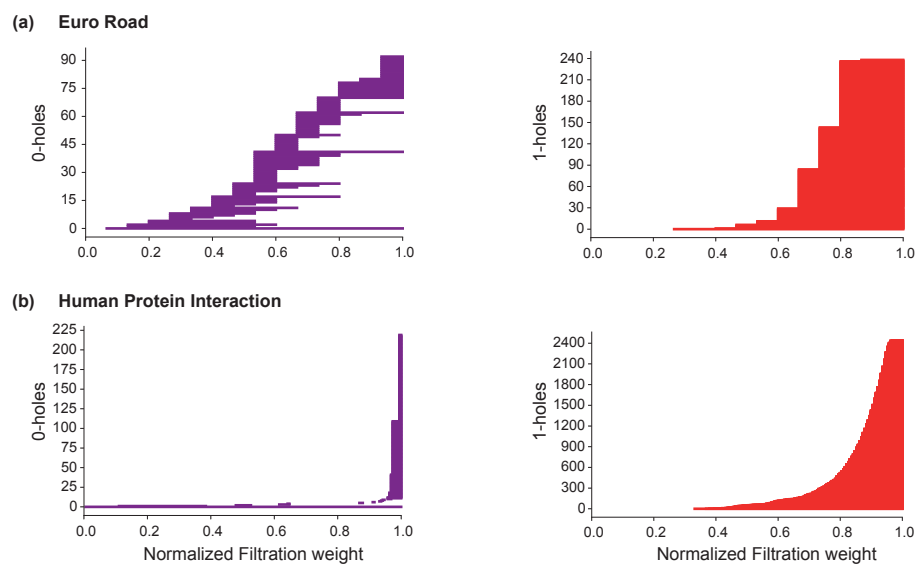 (a) Euro Road
90
75
60
45
30
15
0
0-holes
0.0 0.2 0.4 0.6 0.8 1.0
240
210
180
150
120
90
60
30
0
1-holes
0.0 0.2 0.4 0.6 0.8 1.0
(b) Human Protein Interaction
225
200
175
150
125
100
75
50
25
0
0-holes
0.0 0.2 0.4 0.6 0.8 1.0
Normalized Filtration weight
2400
2100
1800
1500
1200
900
600
300
0
1-holes
0.0 0.2 0.4 0.6 0.8 1.0
Normalized Filtration weight